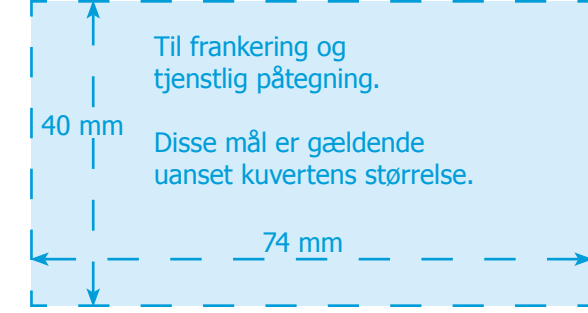 Til frankering og
tjenstlig påtegning.
40 mm
Disse mål er gældende
uanset kuvertens størrelse.
74 mm